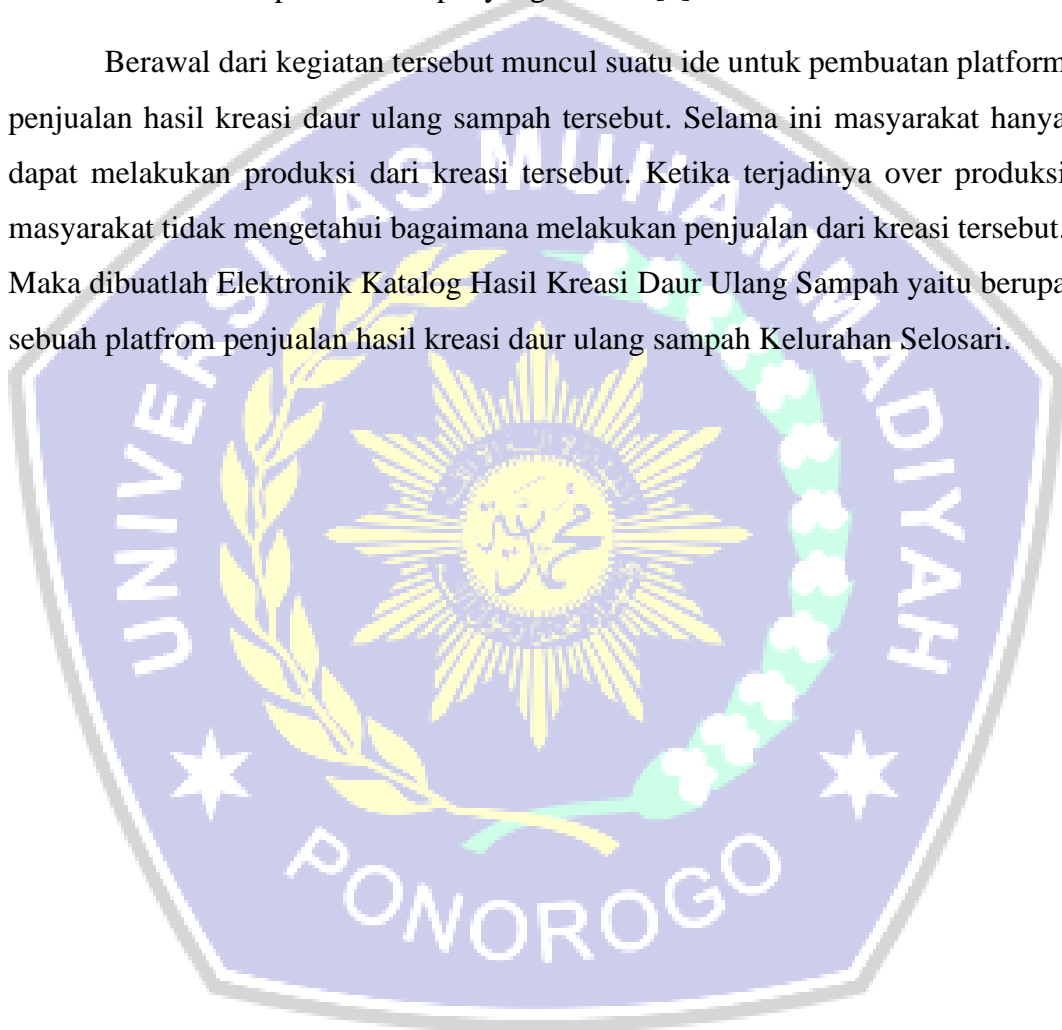 Berawal dari kegiatan tersebut muncul suatu ide untuk pembuatan platform
penjualan hasil kreasi daur ulang sampah tersebut. Selama ini masyarakat hanya
dapat melakukan produksi dari kreasi tersebut. Ketika terjadinya over produksi
masyarakat tidak mengetahui bagaimana melakukan penjualan dari kreasi tersebut.
Maka dibuatlah Elektronik Katalog Hasil Kreasi Daur Ulang Sampah yaitu berupa
sebuah platfrom penjualan hasil kreasi daur ulang sampah Kelurahan Selosari.
UNIVERSITAS MUHAMMADIYAH
PONOROGO